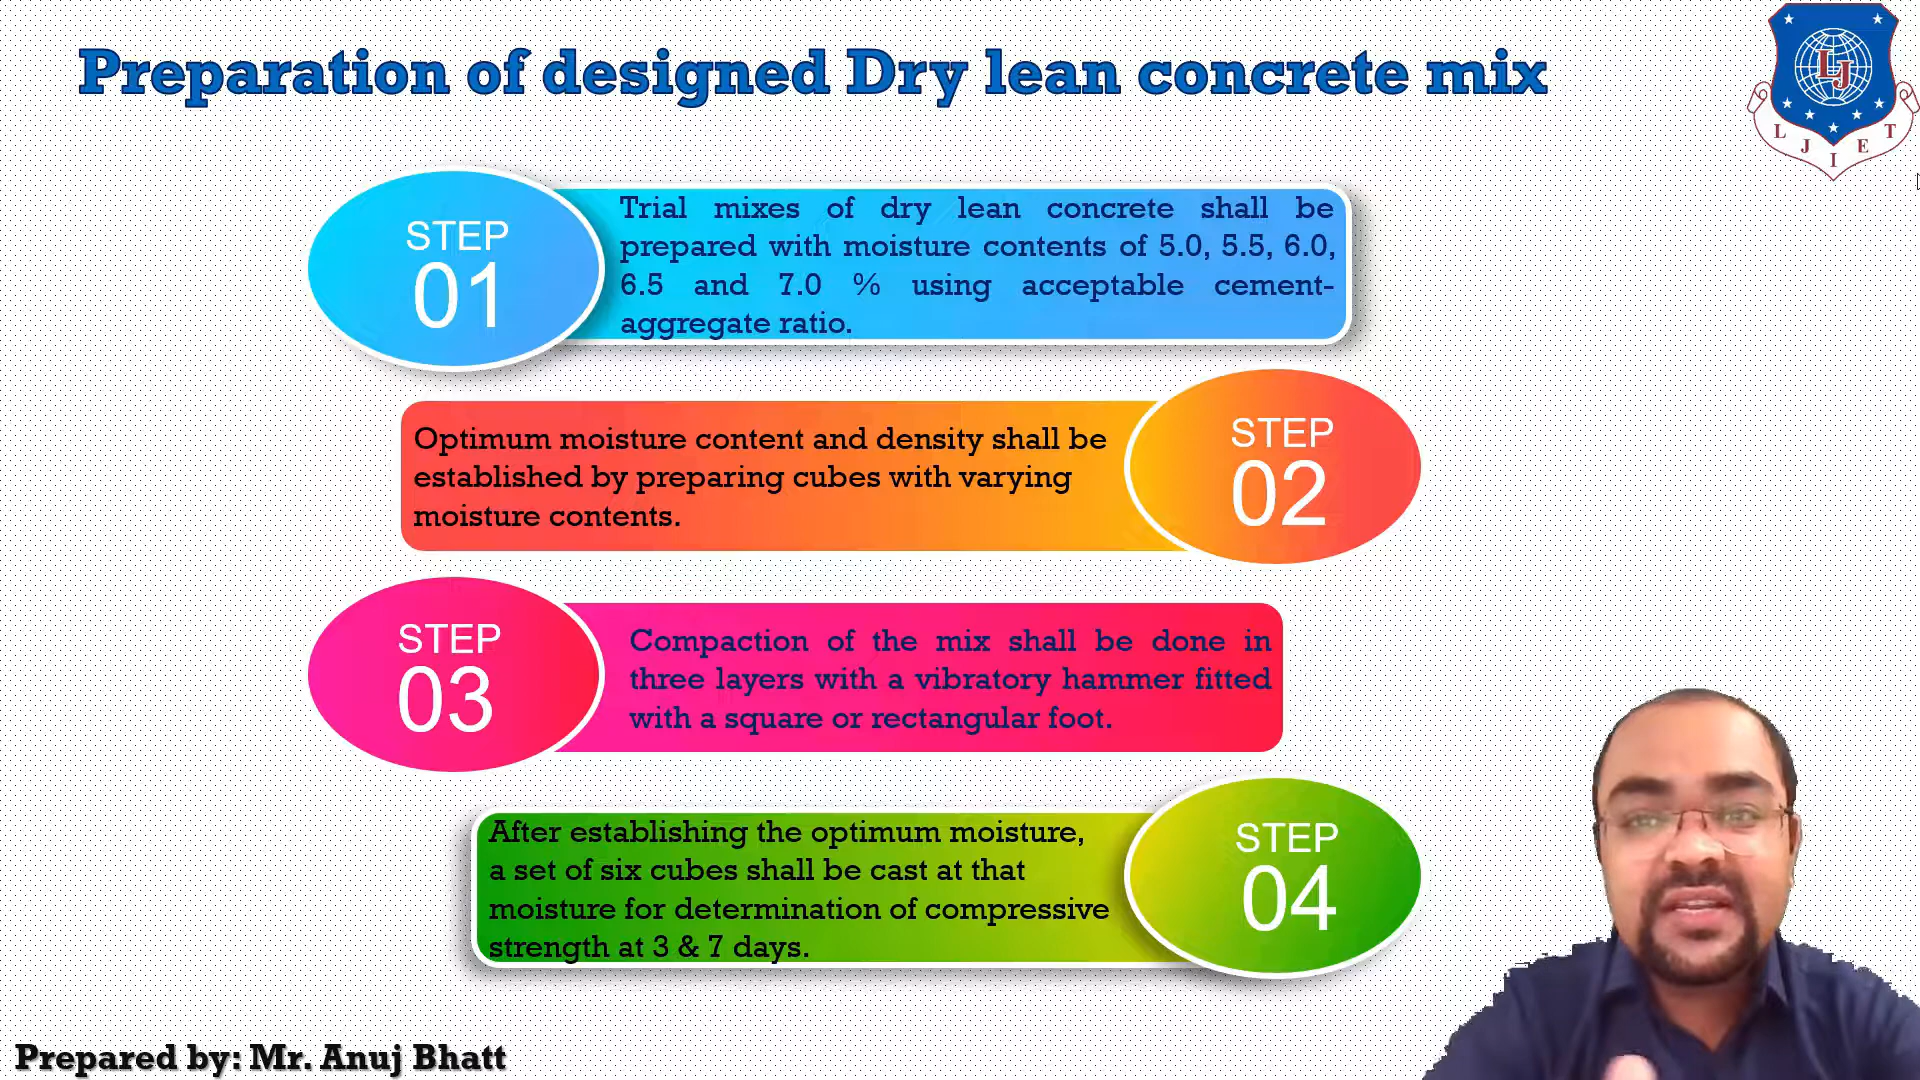 Preparation of designed Dry lean concrete mix
LJ
L J I E T
STEP
01
Trial mixes of dry lean concrete shall be
prepared with moisture contents of 5.0, 5.5, 6.0,
6.5 and 7.0 % using acceptable cement-
aggregate ratio.
Optimum moisture content and density shall be
established by preparing cubes with varying
moisture contents.
STEP
02
STEP
03
Compaction of the mix shall be done in
three layers with a vibratory hammer fitted
with a square or rectangular foot.
After establishing the optimum moisture,
a set of six cubes shall be cast at that
moisture for determination of compressive
strength at 3 & 7 days.
STEP
04
Prepared by: Mr. Anuj Bhatt